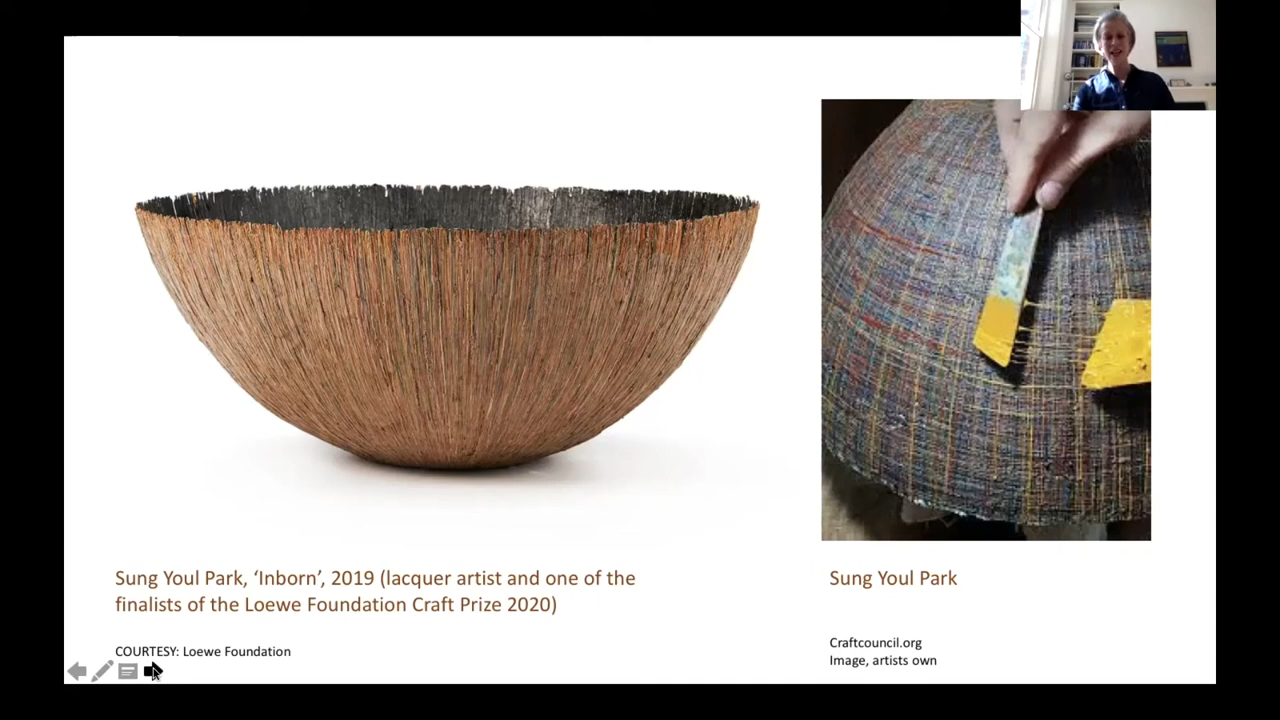 Sung Youl Park, ‘Inborn’, 2019 (lacquer artist and one of the
finalists of the Loewe Foundation Craft Prize 2020)
COURTESY: Loewe Foundation
Sung Youl Park
Craftcouncil.org
Image, artists own